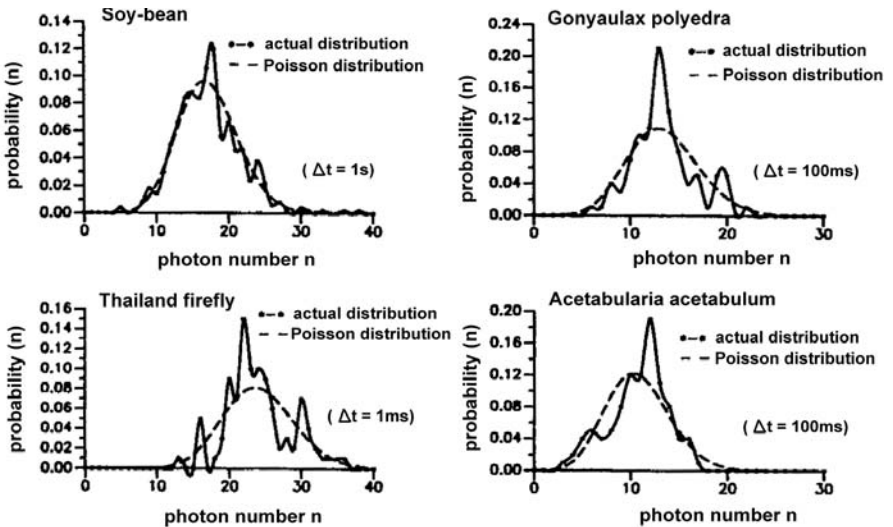 Soy-bean
actual distribution
Poisson distribution
( Δt = 1s)
probability (n)
0.14
0.12
0.10
0.08
0.06
0.04
0.02
0.00
0 10 20 30 40
photon number n
Gonyaulax polyedra
actual distribution
Poisson distribution
( Δt = 100ms)
probability (n)
0.24
0.20
0.16
0.12
0.08
0.04
0.00
0 10 20 30
photon number n
Thailand firefly
actual distribution
Poisson distribution
( Δt = 1ms)
probability (n)
0.16
0.14
0.12
0.10
0.08
0.06
0.04
0.02
0.00
0 10 20 30 40
photon number n
Acetabularia acetabulum
actual distribution
Poisson distribution
( Δt = 100ms)
probability (n)
0.20
0.16
0.12
0.08
0.04
0.00
0 10 20 30
photon number n